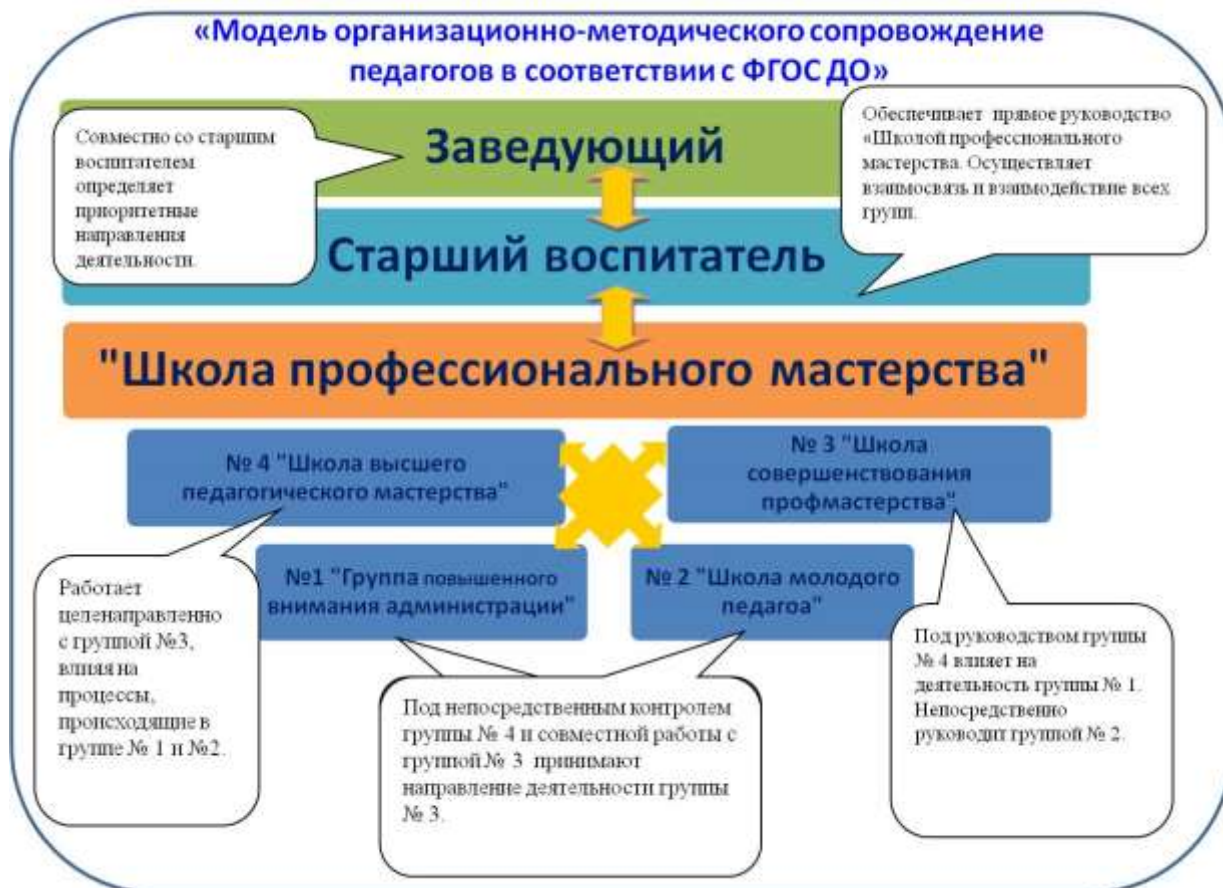 «Модель организационно-методического сопровождение
педагогов в соответствии с ФГОС ДО»
Совместно со старшим
воспитателем
определяет
приоритетные
направления
деятельности.
Заведующий
Обеспечивает прямое руководство
«Школой профессионального
мастерства. Осуществляет
взаимосвязь и взаимодействие всех
групп.
Старший воспитатель
"Школа профессионального мастерства"
№ 4 "Школа высшего
педагогического мастерства"
№ 3 "Школа
совершенствования
профмастерства"
№1 "Группа повышенного
внимания администрации"
№ 2 "Школа молодого
педагоа"
Работает
целенаправленно
с группой №3,
влияя на
процессы,
происходящие в
группе № 1 и №2.
Под непосредственным контролем
группы № 4 и совместной работы с
группой № 3 принимают
направление деятельности группы
№ 3.
Под руководством группы
№ 4 влияет на
деятельность группы № 1.
Непосредственно
руководит группой № 2.